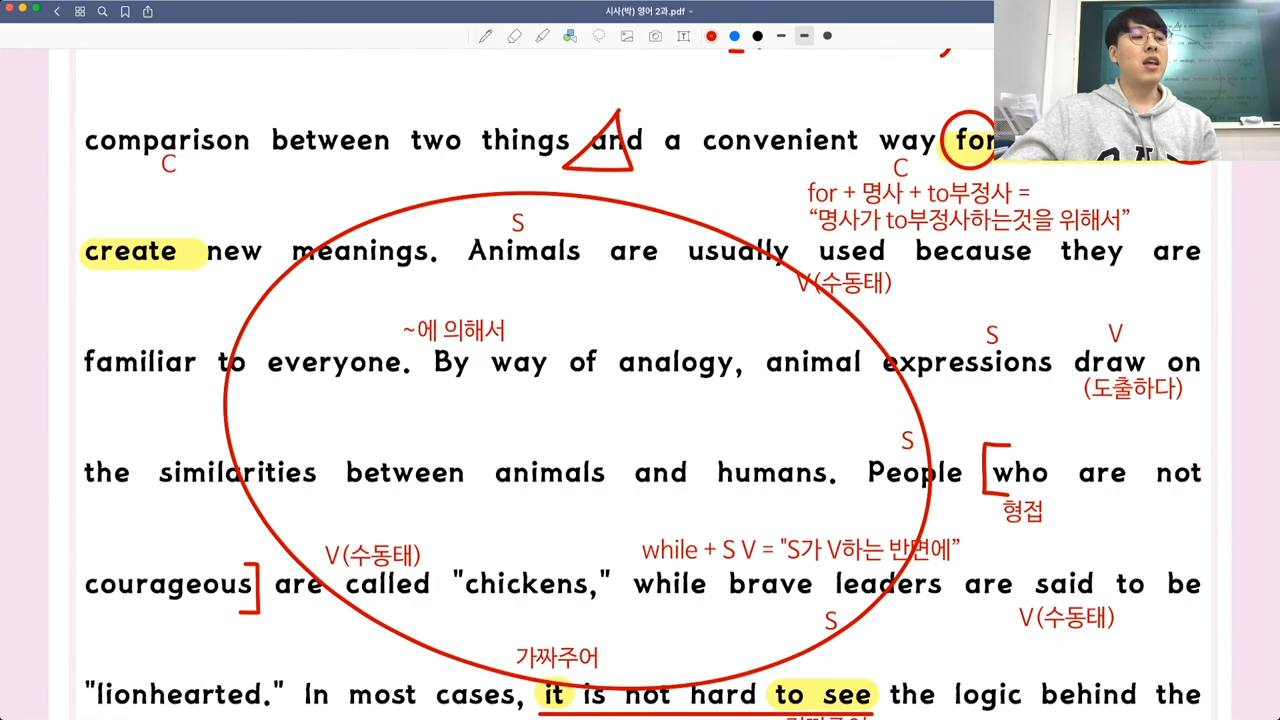 시사(박) 영어 2과.pdf
comparison between two things and a convenient way for
C
C
for + 명사 + to부정사 =
“명사가 to부정사하는것을 위해서”
S
create new meanings. Animals are usually used because they are
V(수동태)
~에 의해서
S
V
familiar to everyone. By way of analogy, animal expressions draw on
(도출하다)
S
the similarities between animals and humans. People [who are not
형접
V(수동태)
while + S V = "S가 V하는 반면에”
courageous] are called "chickens," while brave leaders are said to be
S
V(수동태)
가짜주어
"lionhearted." In most cases, it is not hard to see the logic behind the